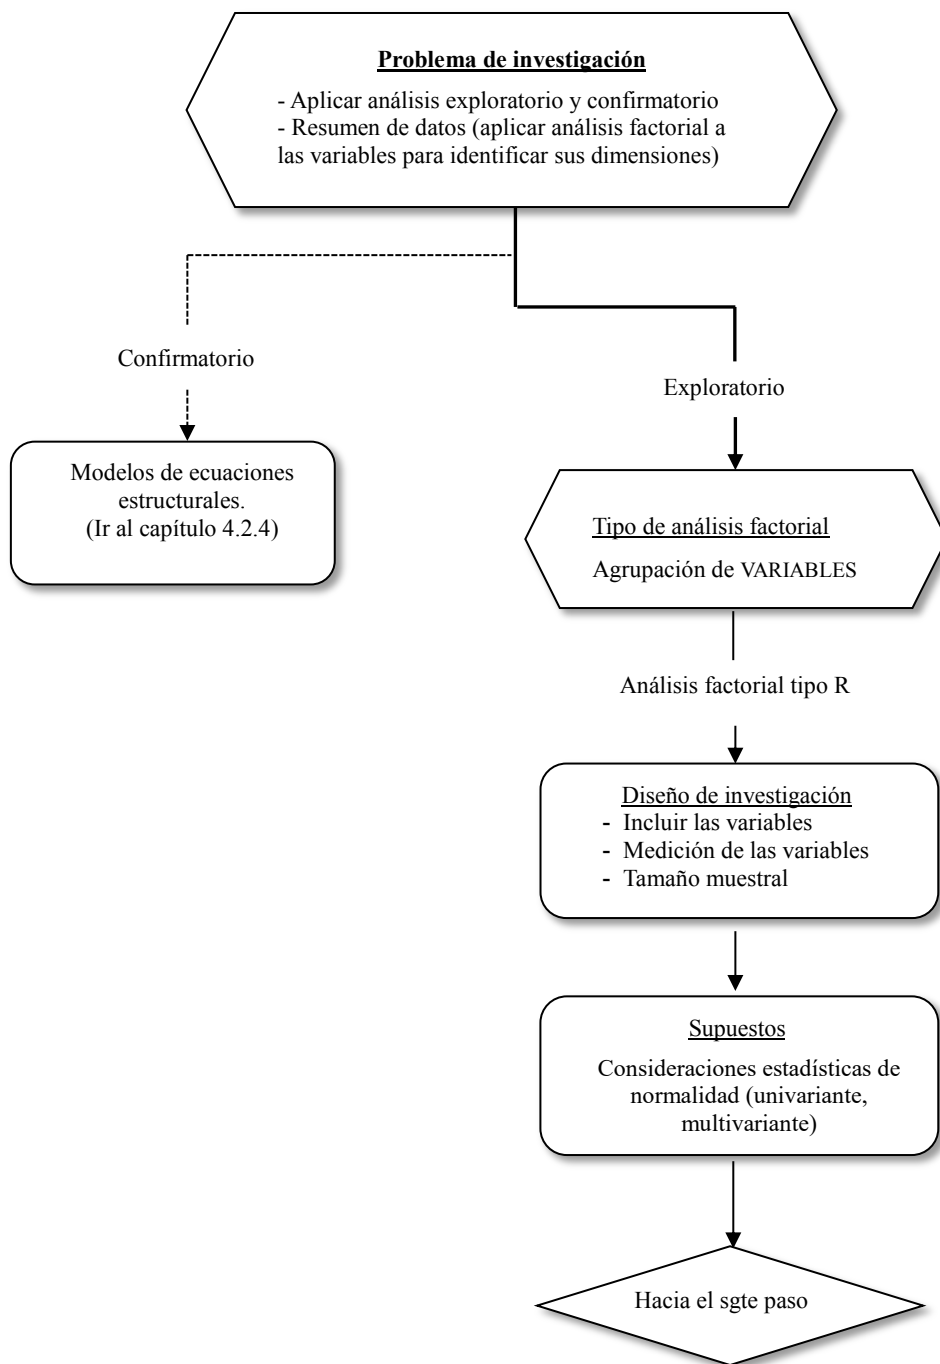 Problema de investigación
- Aplicar análisis exploratorio y confirmatorio
- Resumen de datos (aplicar análisis factorial a
las variables para identificar sus dimensiones)
Confirmatorio
Exploratorio
Modelos de ecuaciones
estructurales.
(Ir al capítulo 4.2.4)
Tipo de análisis factorial
Agrupación de VARIABLES
Análisis factorial tipo R
Diseño de investigación
- Incluir las variables
- Medición de las variables
- Tamaño muestral
Supuestos
Consideraciones estadísticas de
normalidad (univariante,
multivariante)
Hacia el sgte paso